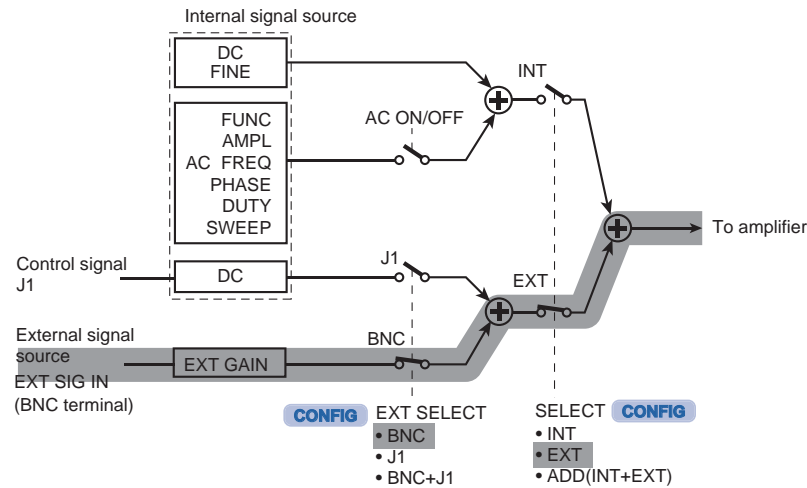 Internal signal source
DC
FINE
INT
FUNC
AMPL
AC FREQ
PHASE
DUTY
SWEEP
AC ON/OFF
To amplifier
Control signal
J1
DC
J1
EXT
External signal
source
EXT SIG IN
(BNC terminal)
EXT GAIN
BNC
CONFIG EXT SELECT
• BNC
• J1
• BNC+J1
SELECT CONFIG
• INT
• EXT
• ADD(INT+EXT)